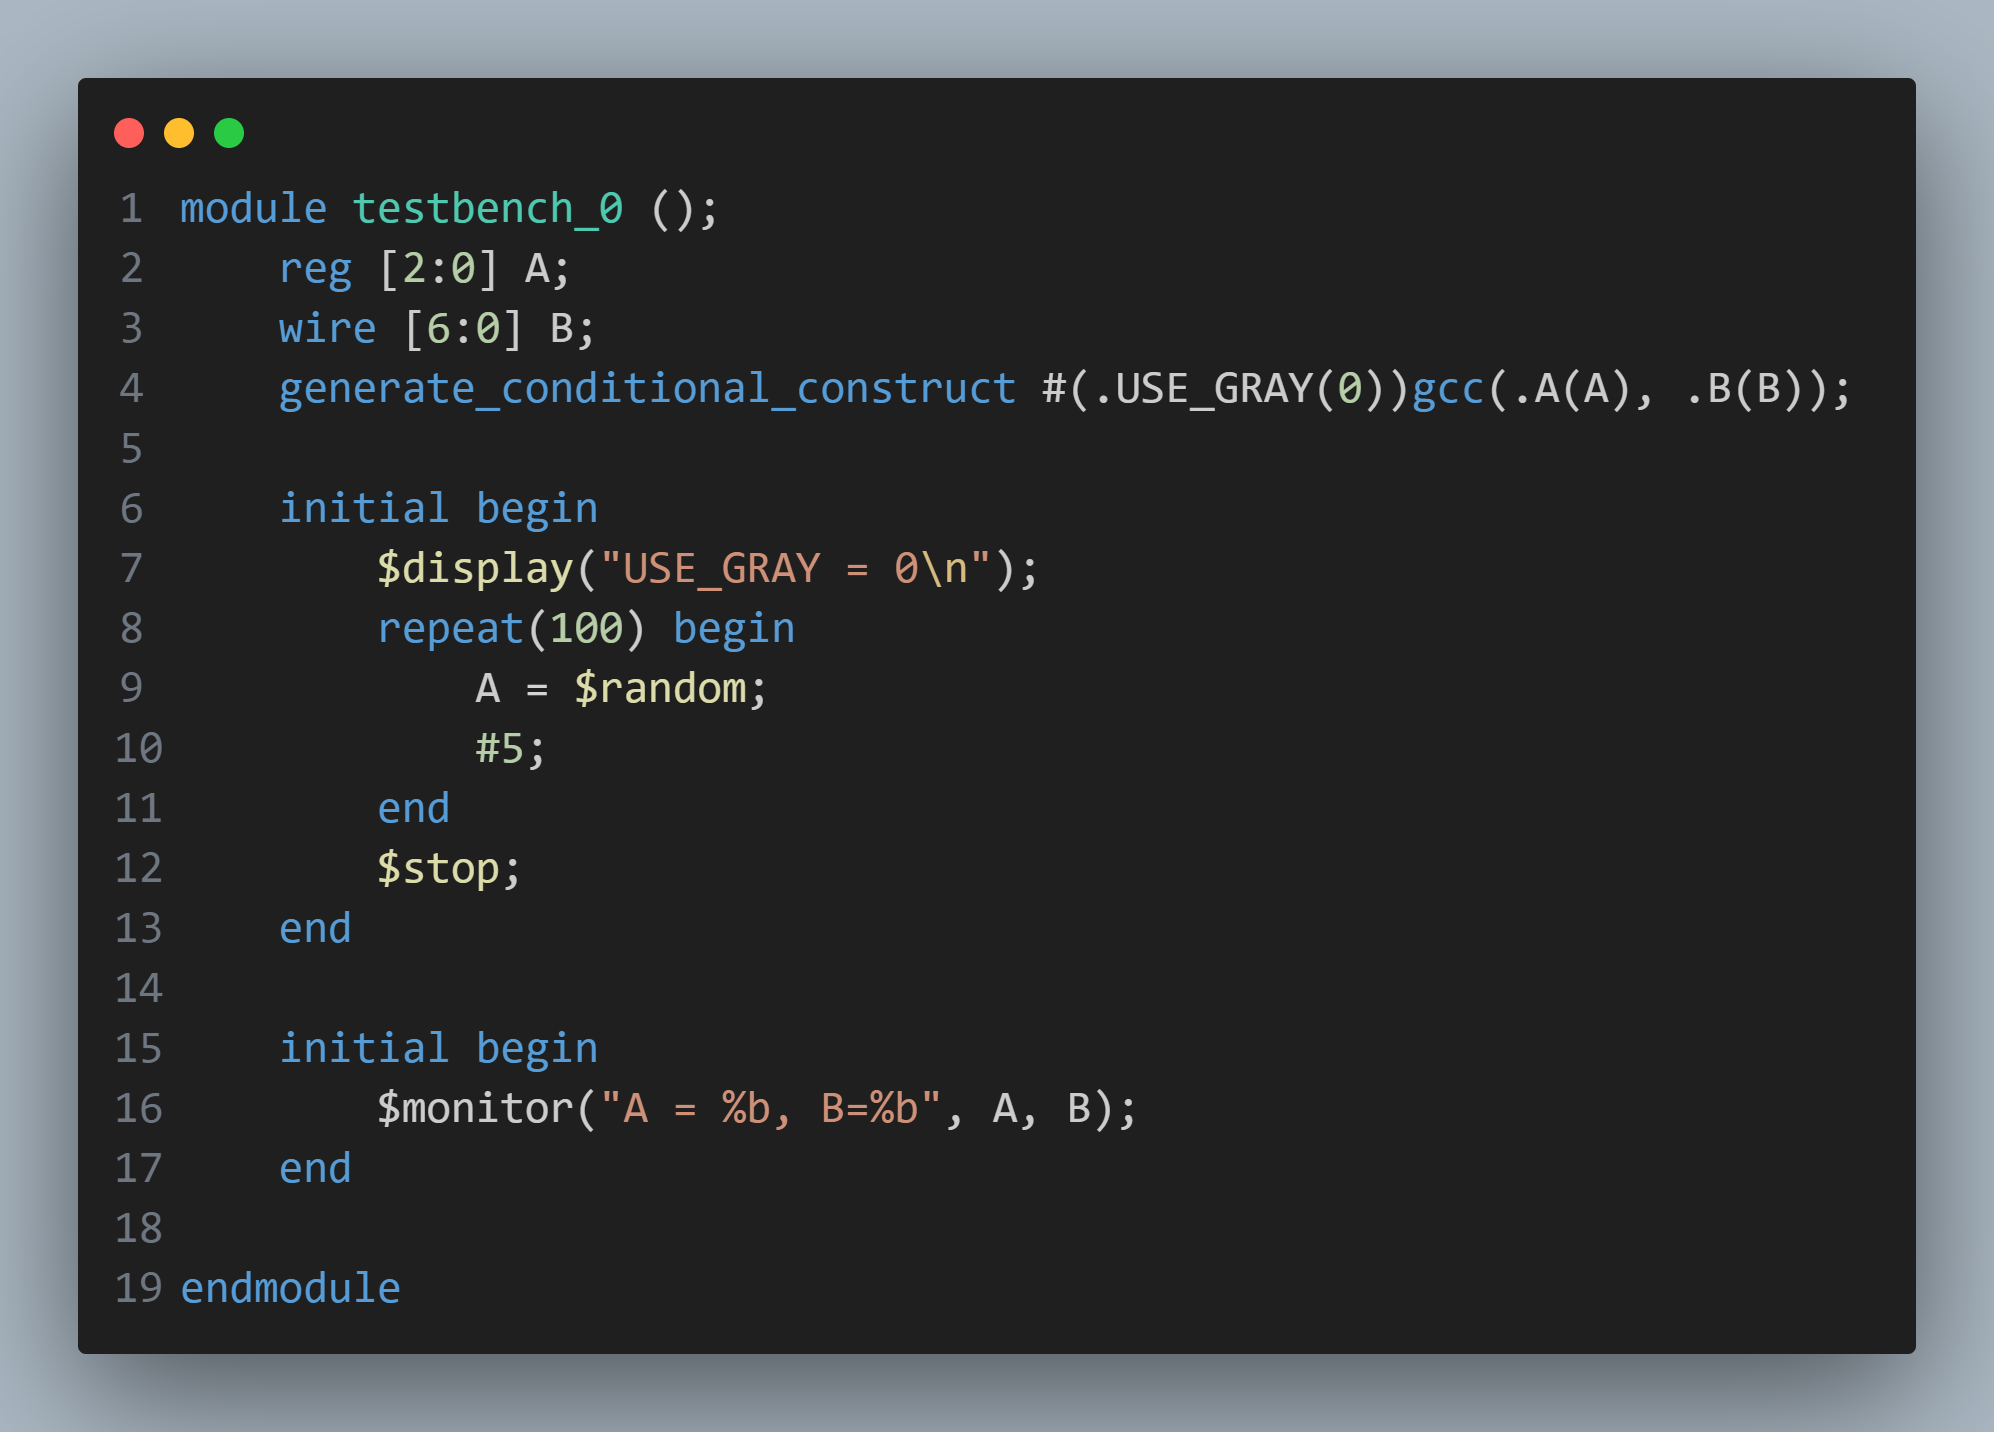 1 module testbench_0 ();
2     reg [2:0] A;
3     wire [6:0] B;
4     generate_conditional_construct #(.USE_GRAY(0))gcc(.A(A), .B(B));
5
6     initial begin
7         $display("USE_GRAY = 0\n");
8         repeat(100) begin
9             A = $random;
10             #5;
11         end
12         $stop;
13     end
14
15     initial begin
16         $monitor("A = %b, B=%b", A, B);
17     end
18
19 endmodule